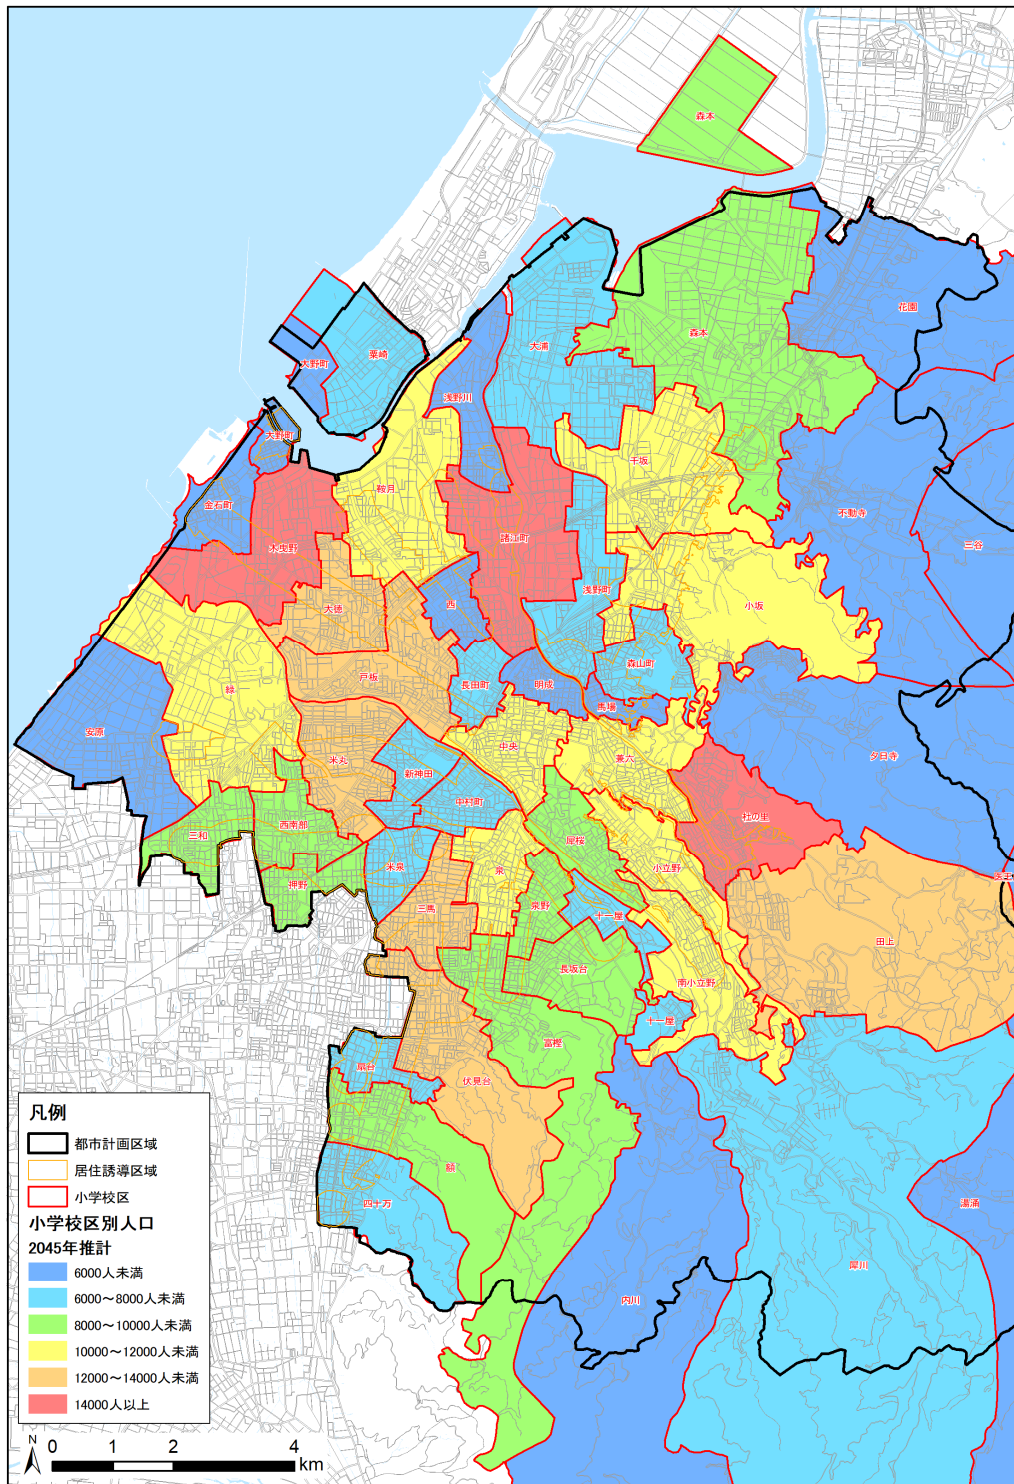 森本
花園
森本
大浦
粟崎
大野町
浅野川
大野町
千坂
鞍月
金石町
不動寺
諸江町
三谷
木曳野
浅野町
西
小坂
大徳
森山町
戸板
長田町
明成
緑
馬場
安原
中央
夕日寺
兼六
米丸
新神田
中村町
社の里
西南部
三和
犀桜
米泉
泉
小立野
医王
押野
三馬
泉野
十一屋
田上
長坂台
南小立野
十一屋
富樫
扇台
伏見台
額
四十万
湯涌
犀川
内川
凡例
都市計画区域
居住誘導区域
小学校区
小学校区別人口
2045年推計
6000人未満
6000～8000人未満
8000～10000人未満
10000～12000人未満
12000～14000人未満
14000人以上
N
0 1 2 4
km